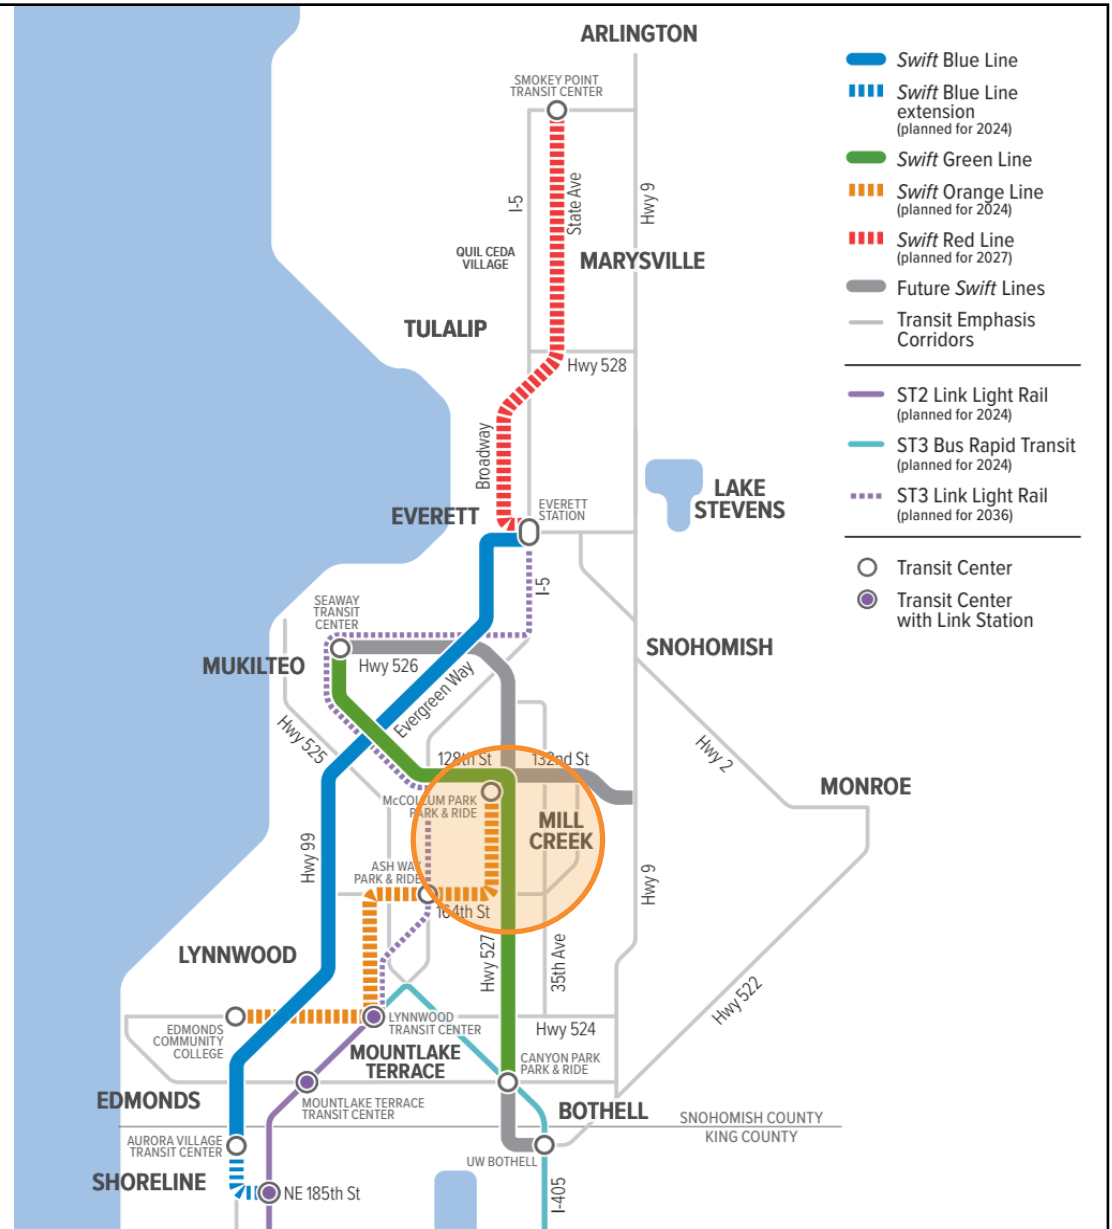 ARLINGTON
SMOKEY POINT
TRANSIT CENTER
I-5
State Ave
Hwy 9
QUIL CEDA
VILLAGE
MARYSVILLE
TULALIP
Hwy 528
Broadway
EVERETT
EVERETT
STATION
LAKE
STEVENS
I-5
SEAWAY
TRANSIT
CENTER
MUKILTEO
Hwy 526
Evergreen Way
SNOHOMISH
Hwy 525
128th St
132nd St
Hwy 2
MONROE
McCOLLUM PARK
PARK & RIDE
MILL
CREEK
Hwy 99
ASH WAY
PARK & RIDE
164th St
Hwy 9
LYNNWOOD
Hwy 527
35th Ave
Hwy 522
EDMONDS
COMMUNITY
COLLEGE
LYNNWOOD
TRANSIT CENTER
Hwy 524
MOUNTLAKE
TERRACE
CANYON PARK
PARK & RIDE
EDMONDS
MOUNTLAKE TERRACE
TRANSIT CENTER
BOTHELL
SNOHOMISH COUNTY
KING COUNTY
AURORA VILLAGE
TRANSIT CENTER
UW BOTHELL
SHORELINE
NE 185th St
I-405
Swift Blue Line
Swift Blue Line
extension
(planned for 2024)
Swift Green Line
Swift Orange Line
(planned for 2024)
Swift Red Line
(planned for 2027)
Future Swift Lines
Transit Emphasis
Corridors
ST2 Link Light Rail
(planned for 2024)
ST3 Bus Rapid Transit
(planned for 2024)
ST3 Link Light Rail
(planned for 2036)
Transit Center
Transit Center
with Link Station